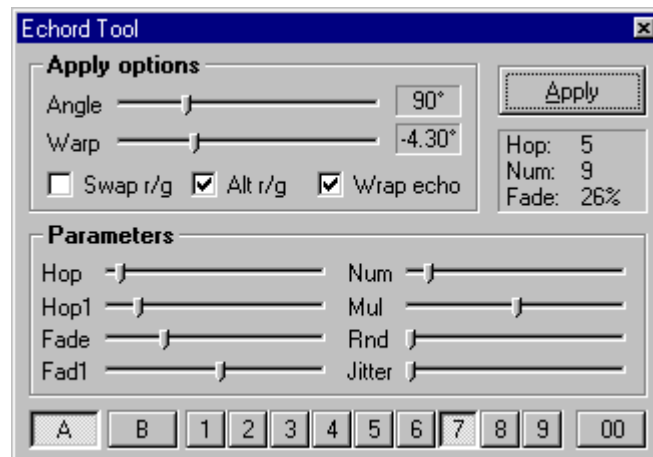 Echord Tool
Apply options
Angle 90°
Warp -4.30°
Swap r/g Alt r/g Wrap echo
Apply
Hop: 5
Num: 9
Fade: 26%
Parameters
Hop Num
Hop1 Mul
Fade Rnd
Fad1 Jitter
A B 1 2 3 4 5 6 7 8 9 00